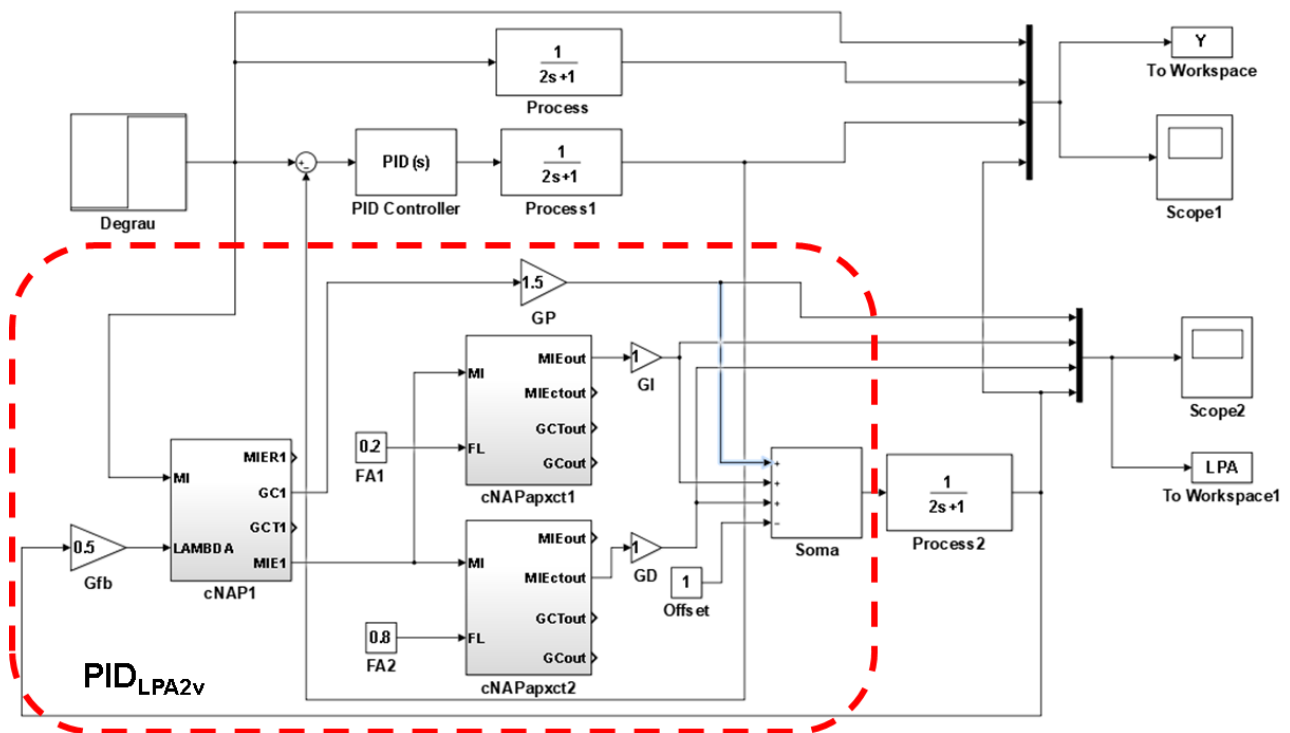 1
2s+1
Process
Y
To Workspace
Scope1
Degrau
+
−
PID (s)
PID Controller
1
2s+1
Process1
1.5
GP
MI
FL
MIEout
MIEctout
GCTout
GCout
cNAPapxct1
1
GI
0.2
FA1
Scope2
LPA
To Workspace1
MI
LAMBDA
MIER1
GC1
GCT1
MIE1
cNAP1
0.5
Gfb
MI
FL
MIEout
MIEctout
GCTout
GCout
cNAPapxct2
1
GD
0.8
FA2
1
Offset
+
+
+
−
Soma
1
2s+1
Process2
PIDLPA2v